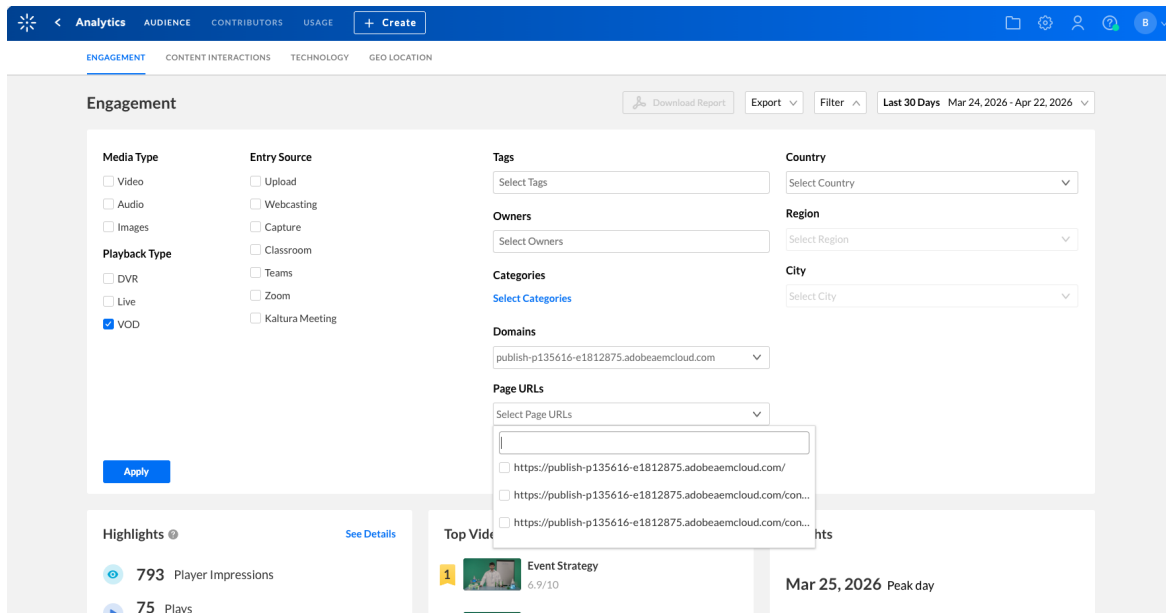 Analytics AUDIENCE CONTRIBUTORS USAGE + Create B
ENGAGEMENT CONTENT INTERACTIONS TECHNOLOGY GEO LOCATION
Engagement Download Report Export Filter Last 30 Days Mar 24, 2026 - Apr 22, 2026
Media Type
Video
Audio
Images
Playback Type
DVR
Live
VOD
Entry Source
Upload
Webcasting
Capture
Classroom
Teams
Zoom
Kaltura Meeting
Tags
Select Tags
Owners
Select Owners
Categories
Select Categories
Domains
publish-p135616-e1812875.adobeaemcloud.com
Page URLs
Select Page URLs
https://publish-p135616-e1812875.adobeaemcloud.com/
https://publish-p135616-e1812875.adobeaemcloud.com/con...
https://publish-p135616-e1812875.adobeaemcloud.com/con...
Country
Select Country
Region
Select Region
City
Select City
Apply
Highlights ? See Details
793 Player Impressions
75 Plays
Top Vide
1 Event Strategy
6.9/10
hts
Mar 25, 2026 Peak day